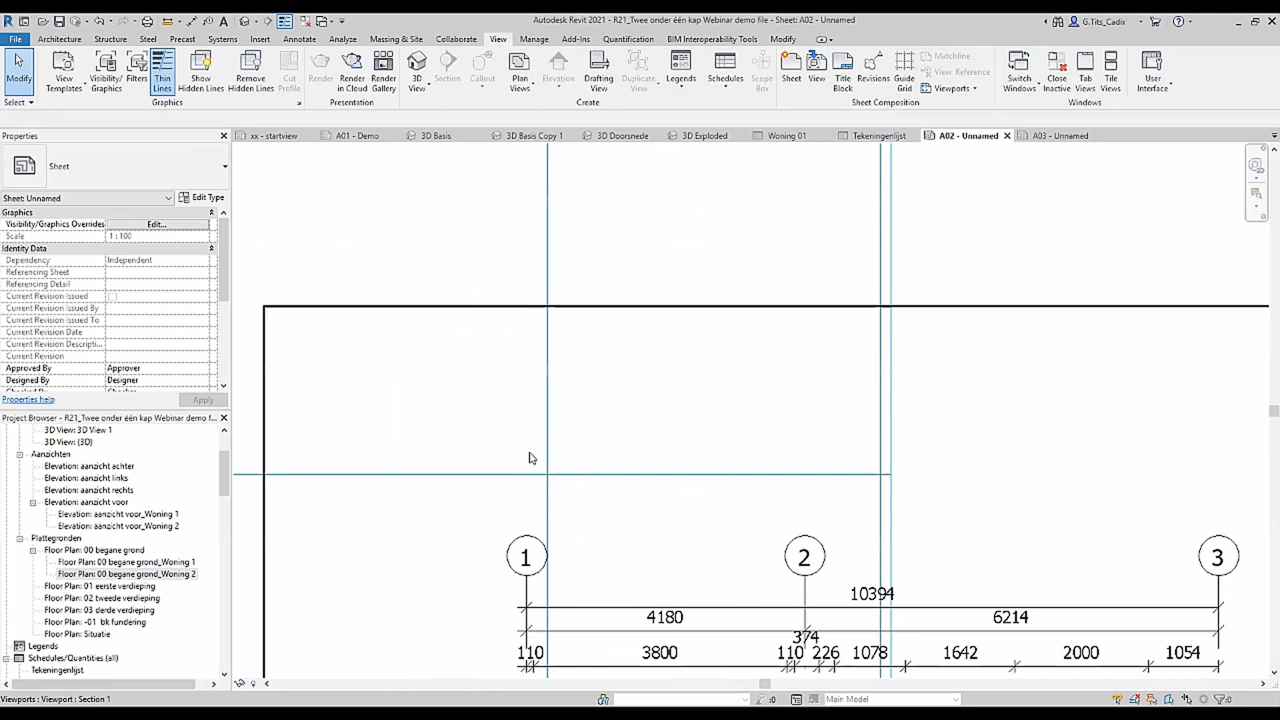 Autodesk Revit 2021 - R21_Twee onder één kap Webinar demo file - Sheet: A02 - Unnamed
G.Tits_Cadix
File Architecture Structure Steel Precast Systems Insert Annotate Analyze Massing & Site Collaborate View Manage Add-Ins Quantification BIM Interoperability Tools Modify
Modify
View Templates
Visibility/ Graphics
Filters
Thin Lines
Show Hidden Lines
Remove Hidden Lines
Cut Profile
Render
Render in Cloud
Render Gallery
3D View
Section
Callout
Plan Views
Elevation
Drafting View
Duplicate View
Legends
Schedules
Scope Box
Sheet
View
Title Block
Revisions
Guide Grid
Matchline
View Reference
Viewports
Switch Windows
Close Inactive
Tab Views
Tile Views
User Interface
Select Graphics Presentation Create Sheet Composition Windows
Properties
xx - startview A01 - Demo 3D Basis 3D Basis Copy 1 3D Doorsnede 3D Exploded Woning 01 Tekeningenlijst A02 - Unnamed A03 - Unnamed
Sheet
Sheet: Unnamed Edit Type
Graphics
Visibility/Graphics Overrides Edit...
Scale 1 : 100
Identity Data
Dependency Independent
Referencing Sheet
Referencing Detail
Current Revision Issued
Current Revision Issued By
Current Revision Issued To
Current Revision Date
Current Revision Descripti...
Current Revision
Approved By Approver
Designed By Designer
Properties help Apply
Project Browser - R21_Twee onder één kap Webinar demo f...
3D View: 3D View 1
3D View: {3D}
Aanzichten
Elevation: aanzicht achter
Elevation: aanzicht links
Elevation: aanzicht rechts
Elevation: aanzicht voor
Elevation: aanzicht voor_Woning 1
Elevation: aanzicht voor_Woning 2
Plattegronden
Floor Plan: 00 begane grond
Floor Plan: 00 begane grond_Woning 1
Floor Plan: 00 begane grond_Woning 2
Floor Plan: 01 eerste verdieping
Floor Plan: 02 tweede verdieping
Floor Plan: 03 derde verdieping
Floor Plan: -01 bk fundering
Floor Plan: Situatie
Legends
Schedules/Quantities (all)
Tekeningenlijst
1 2 3
10394
4180 6214
374
110 3800 110 226 1078 1642 2000 1054
Viewports : Viewport : Section 1
:0
Main Model
:0